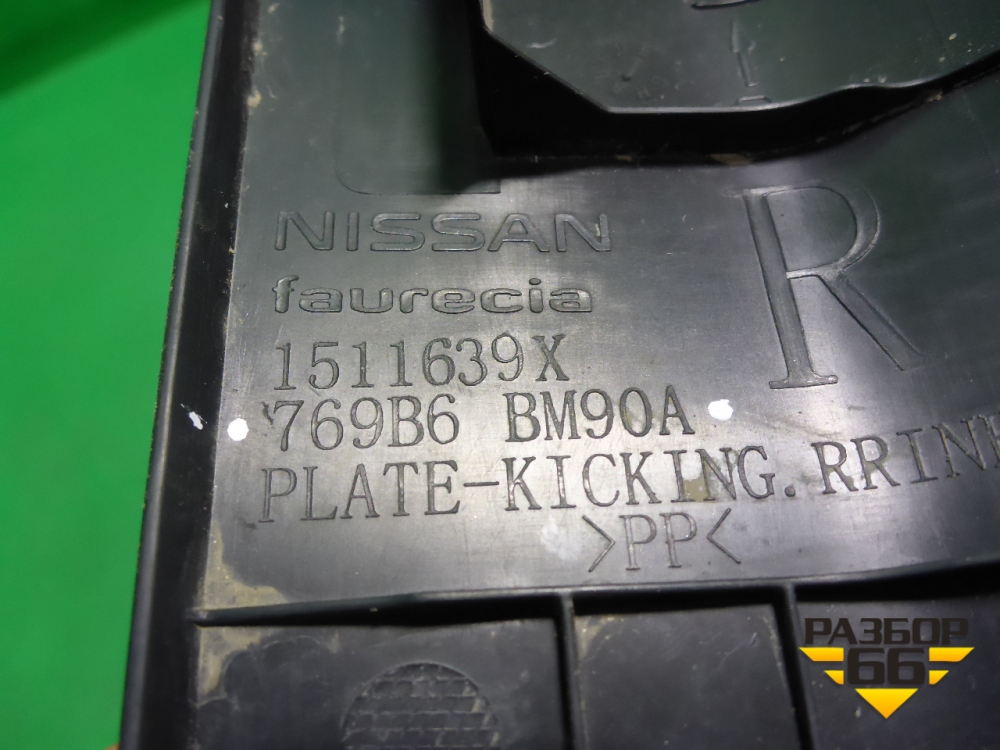 NISSAN
R
faurecia
1511639X
769B6 BM90A
PLATE-KICKING.RRIN
>PP<
РАЗБОР
66